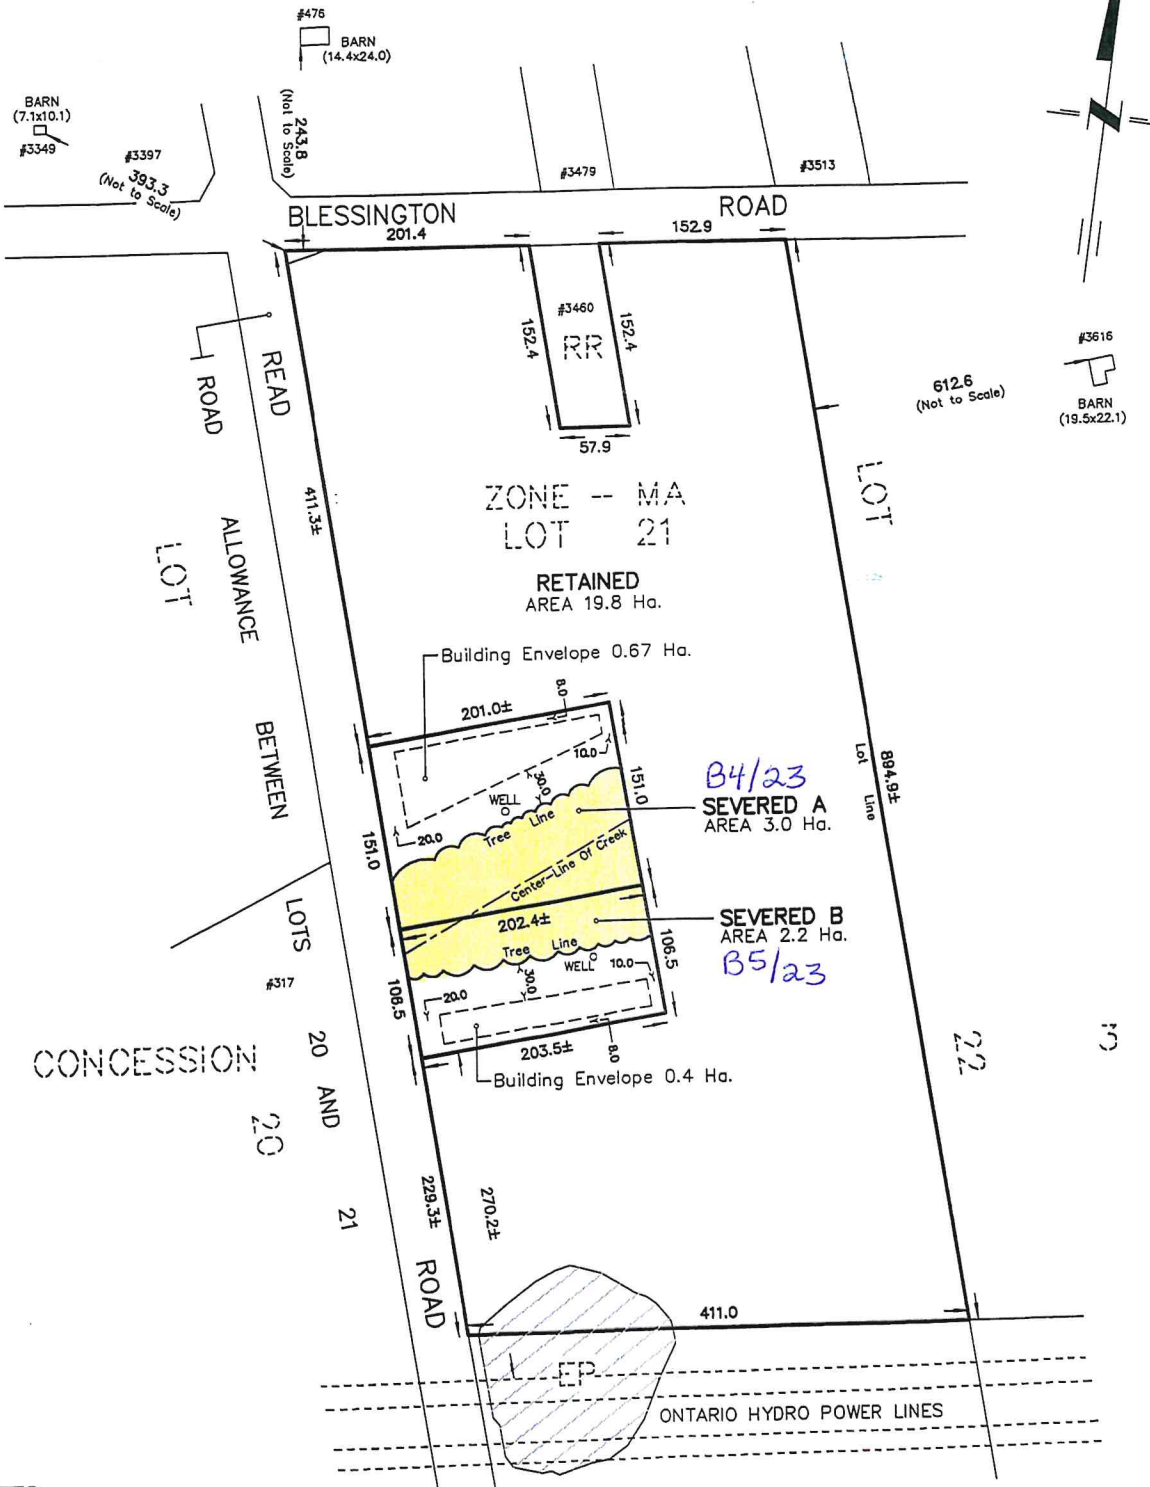 #476
BARN
(14.4x24.0)
BARN
(7.1x10.1)
#3349
#3397
393.3
(Not to Scale)
243.8
(Not to Scale)
#3479
#3513
BLESSINGTON ROAD
201.4
152.9
#3460
RR
152.4
152.4
57.9
#3616
BARN
(19.5x22.1)
612.6
(Not to Scale)
READ
ROAD
411.3±
ZONE -- MA
LOT 21
LOT
RETAINED
AREA 19.8 Ha.
LOT
ALLOWANCE
Building Envelope 0.67 Ha.
201.0±
8.0
10.0
30.0
WELL
20.0
Tree Line
151.0
151.0
B4/23
SEVERED A
AREA 3.0 Ha.
894.9±
Lot Line
BETWEEN
Center-Line Of Creek
202.4±
SEVERED B
AREA 2.2 Ha.
B5/23
Tree Line
WELL
10.0
30.0
20.0
106.5
106.5
LOTS
#317
203.5±
8.0
Building Envelope 0.4 Ha.
CONCESSION
3
20
20 AND 21
22
229.3±
270.2±
ROAD
411.0
EP
ONTARIO HYDRO POWER LINES